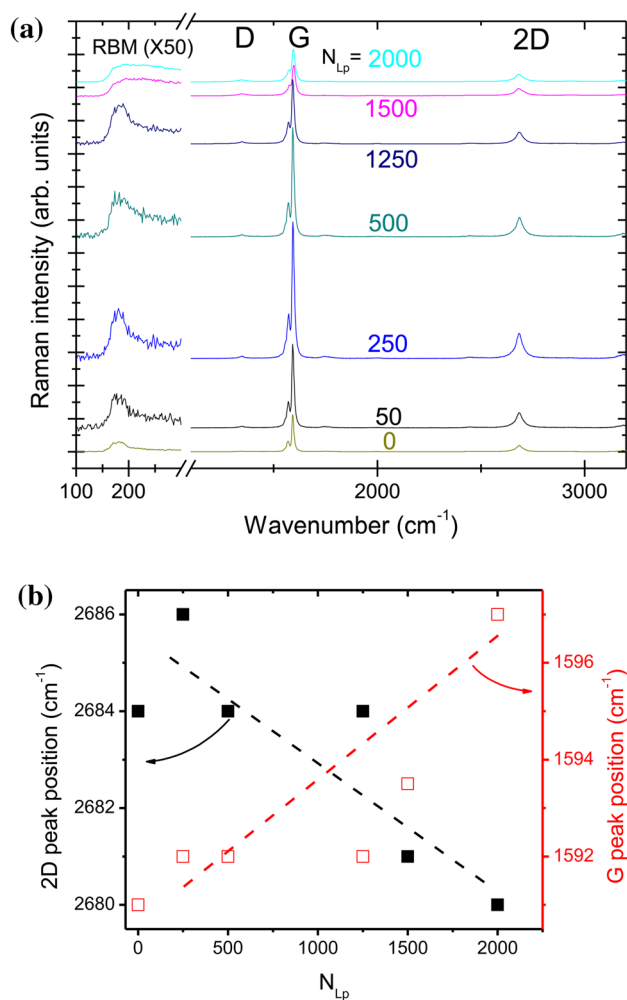 (a)
RBM (X50)
D
G
2D
N_Lp = 2000
1500
1250
500
250
50
0
Raman intensity (arb. units)
100
200
2000
3200
Wavenumber (cm⁻¹)
(b)
2686
2684
2682
2680
2D peak position (cm⁻¹)
1596
1594
1592
G peak position (cm⁻¹)
0
500
1000
1500
2000
N_Lp